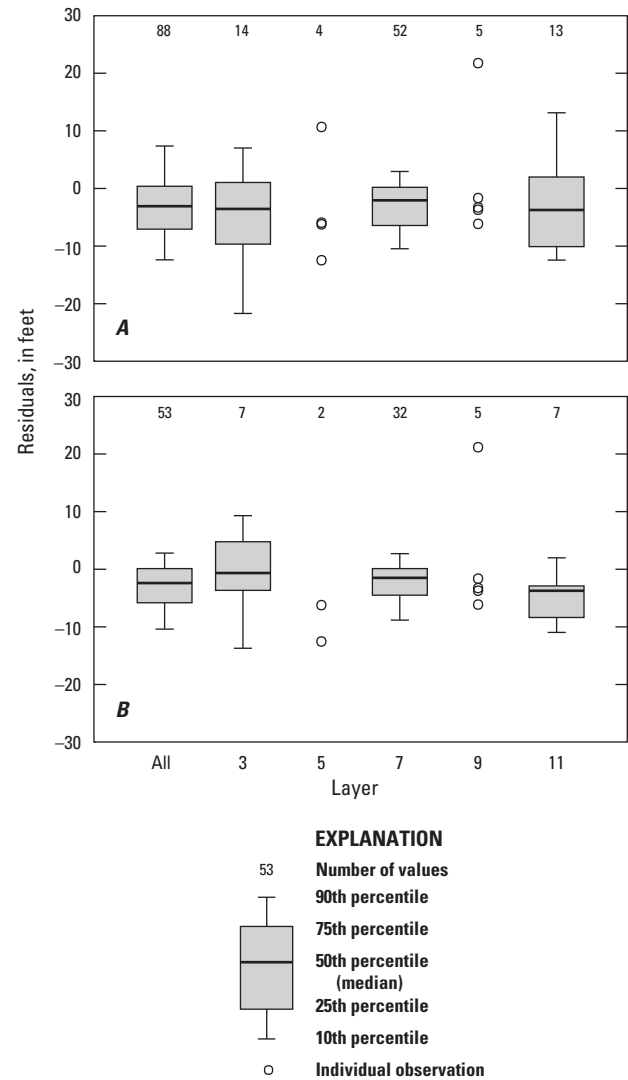 30
88 14 4 52 5 13
20
10
0
–10
–20
A
–30
Residuals, in feet
30
53 7 2 32 5 7
20
10
0
–10
–20
B
–30
All 3 5 7 9 11
Layer
EXPLANATION
53 Number of values
90th percentile
75th percentile
50th percentile
(median)
25th percentile
10th percentile
Individual observation